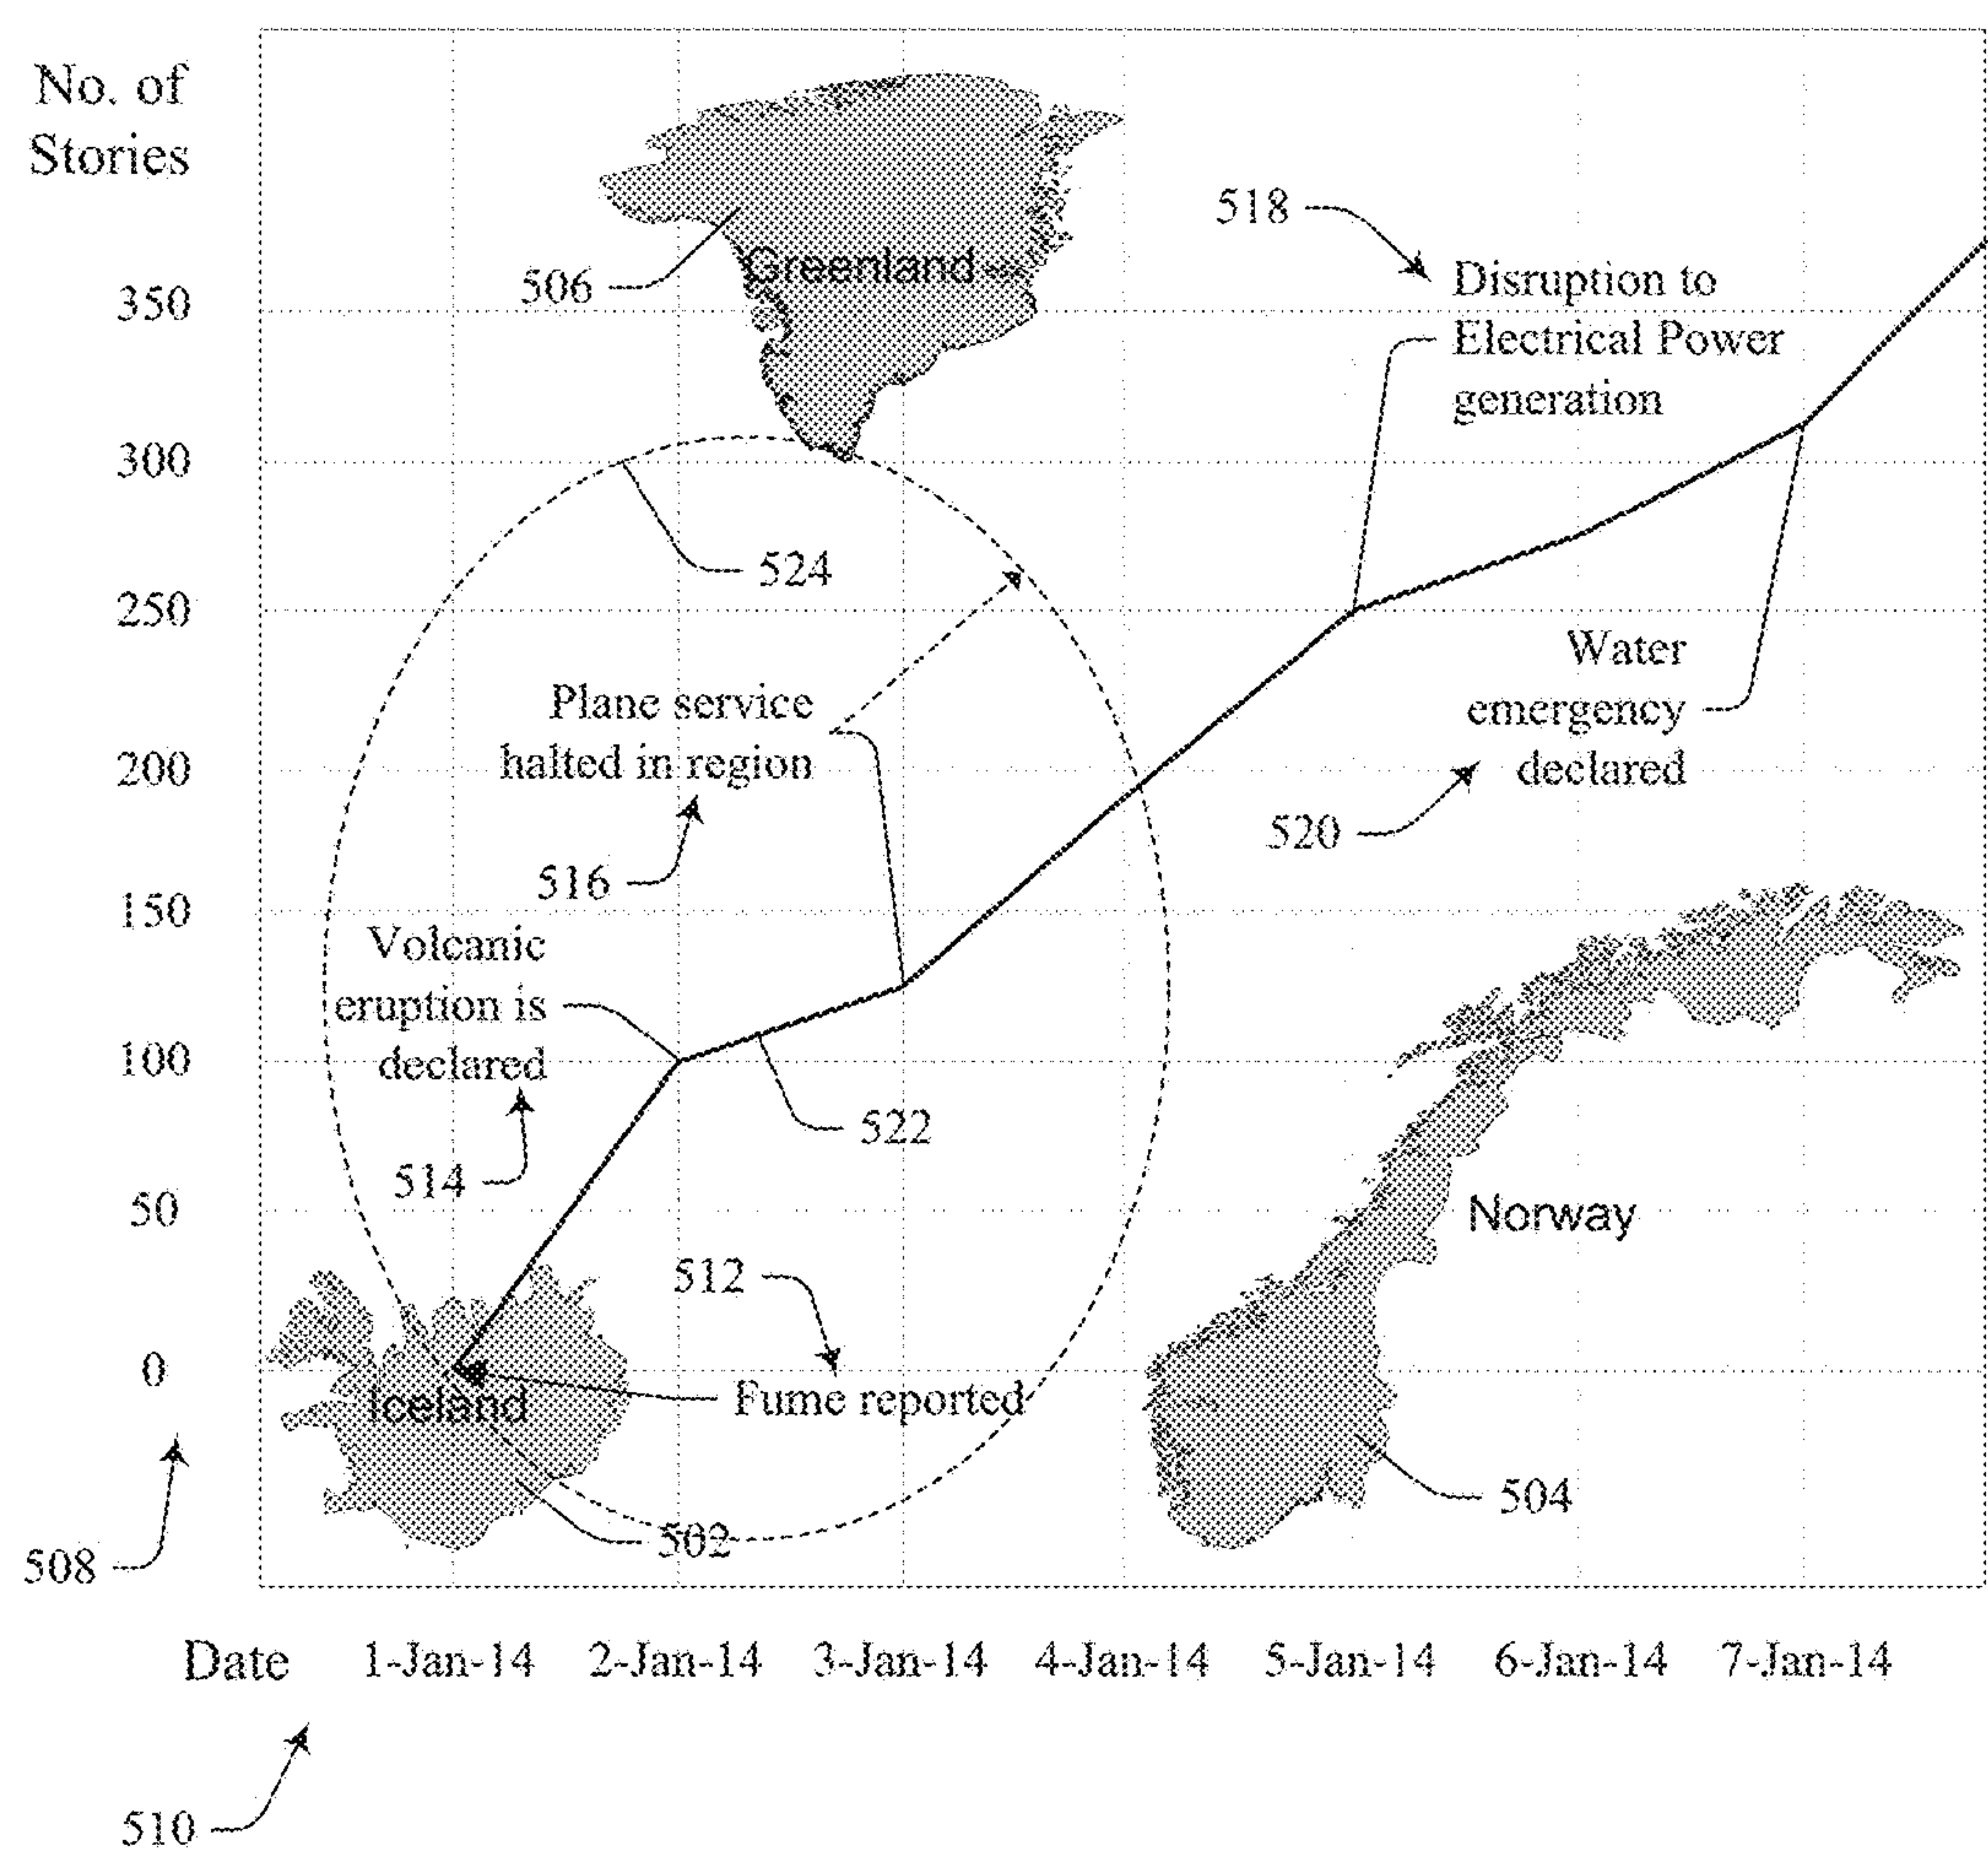 No. of
Stories
518
Greenland
506
Disruption to
Electrical Power
generation
350
300
524
250
Water
emergency
declared
Plane service
halted in region
200
520
516
150
Volcanic
eruption is
declared
100
522
514
50
Norway
512
0
Iceland
Fume reported
504
502
508
Date
1-Jan-14
2-Jan-14
3-Jan-14
4-Jan-14
5-Jan-14
6-Jan-14
7-Jan-14
510